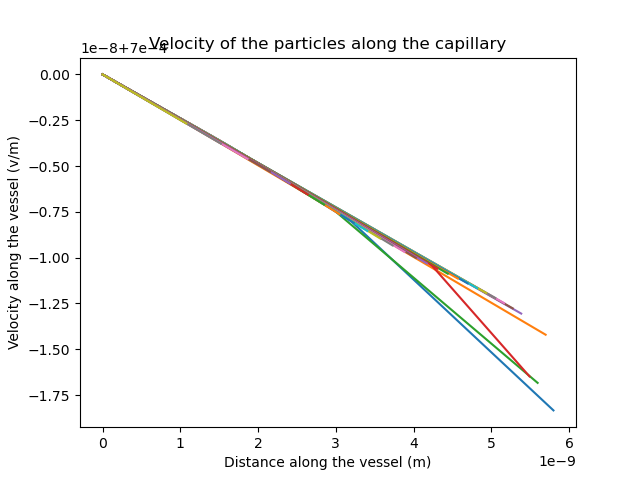 Velocity of the particles along the capillary
1e−8+7e−4
0.00
−0.25
−0.50
−0.75
−1.00
−1.25
−1.50
−1.75
Velocity along the vessel (v/m)
0 1 2 3 4 5 6
1e−9
Distance along the vessel (m)